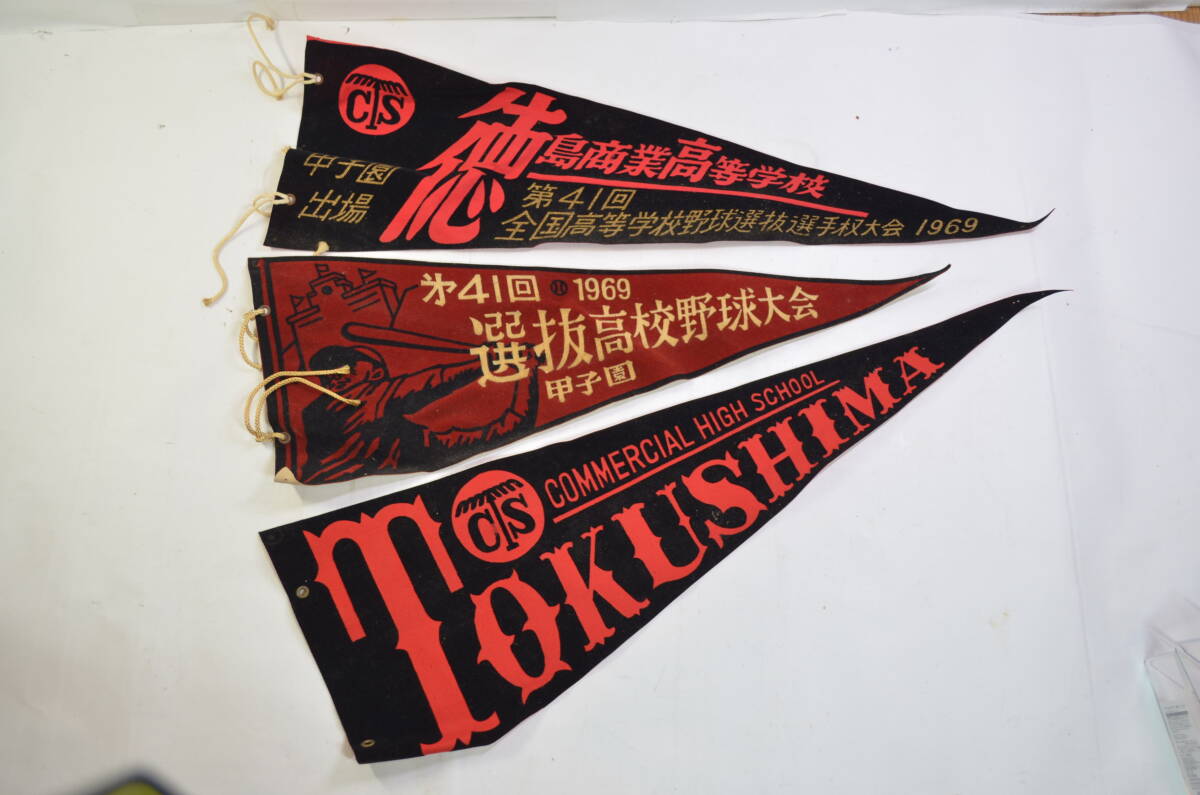 CTS
徳島商業高等学校
甲子園
出場
第41回
全国高等学校野球選抜選手权大会 1969
第41回 1969
選抜高校野球大会
甲子園
CTS
COMMERCIAL HIGH SCHOOL
TOKUSHIMA